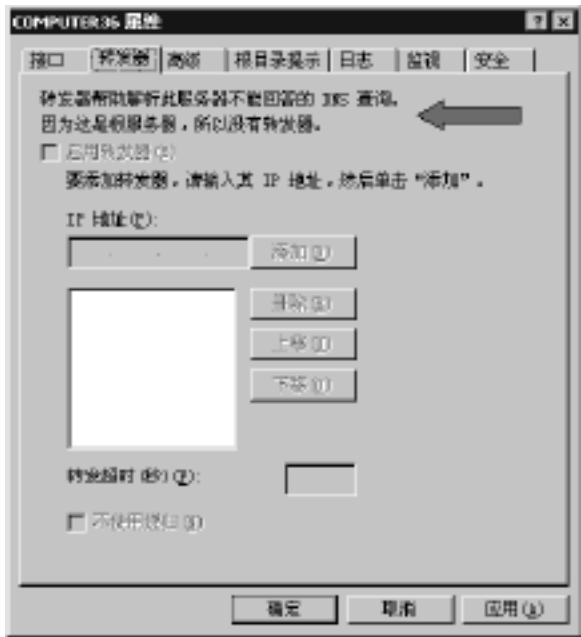 COMPUTER36 属性
接口 转发器 高级 根目录提示 日志 监视 安全
转发器帮助解析此服务器不能回答的 DNS 查询。
因为这是根服务器，所以没有转发器。
启用转发器(E)
要添加转发器，请输入其 IP 地址，然后单击“添加”。
IP 地址(P):
添加(D)
删除(R)
上移(U)
下移(O)
转发超时(秒)(F):
不使用递归(N)
确定 取消 应用(A)